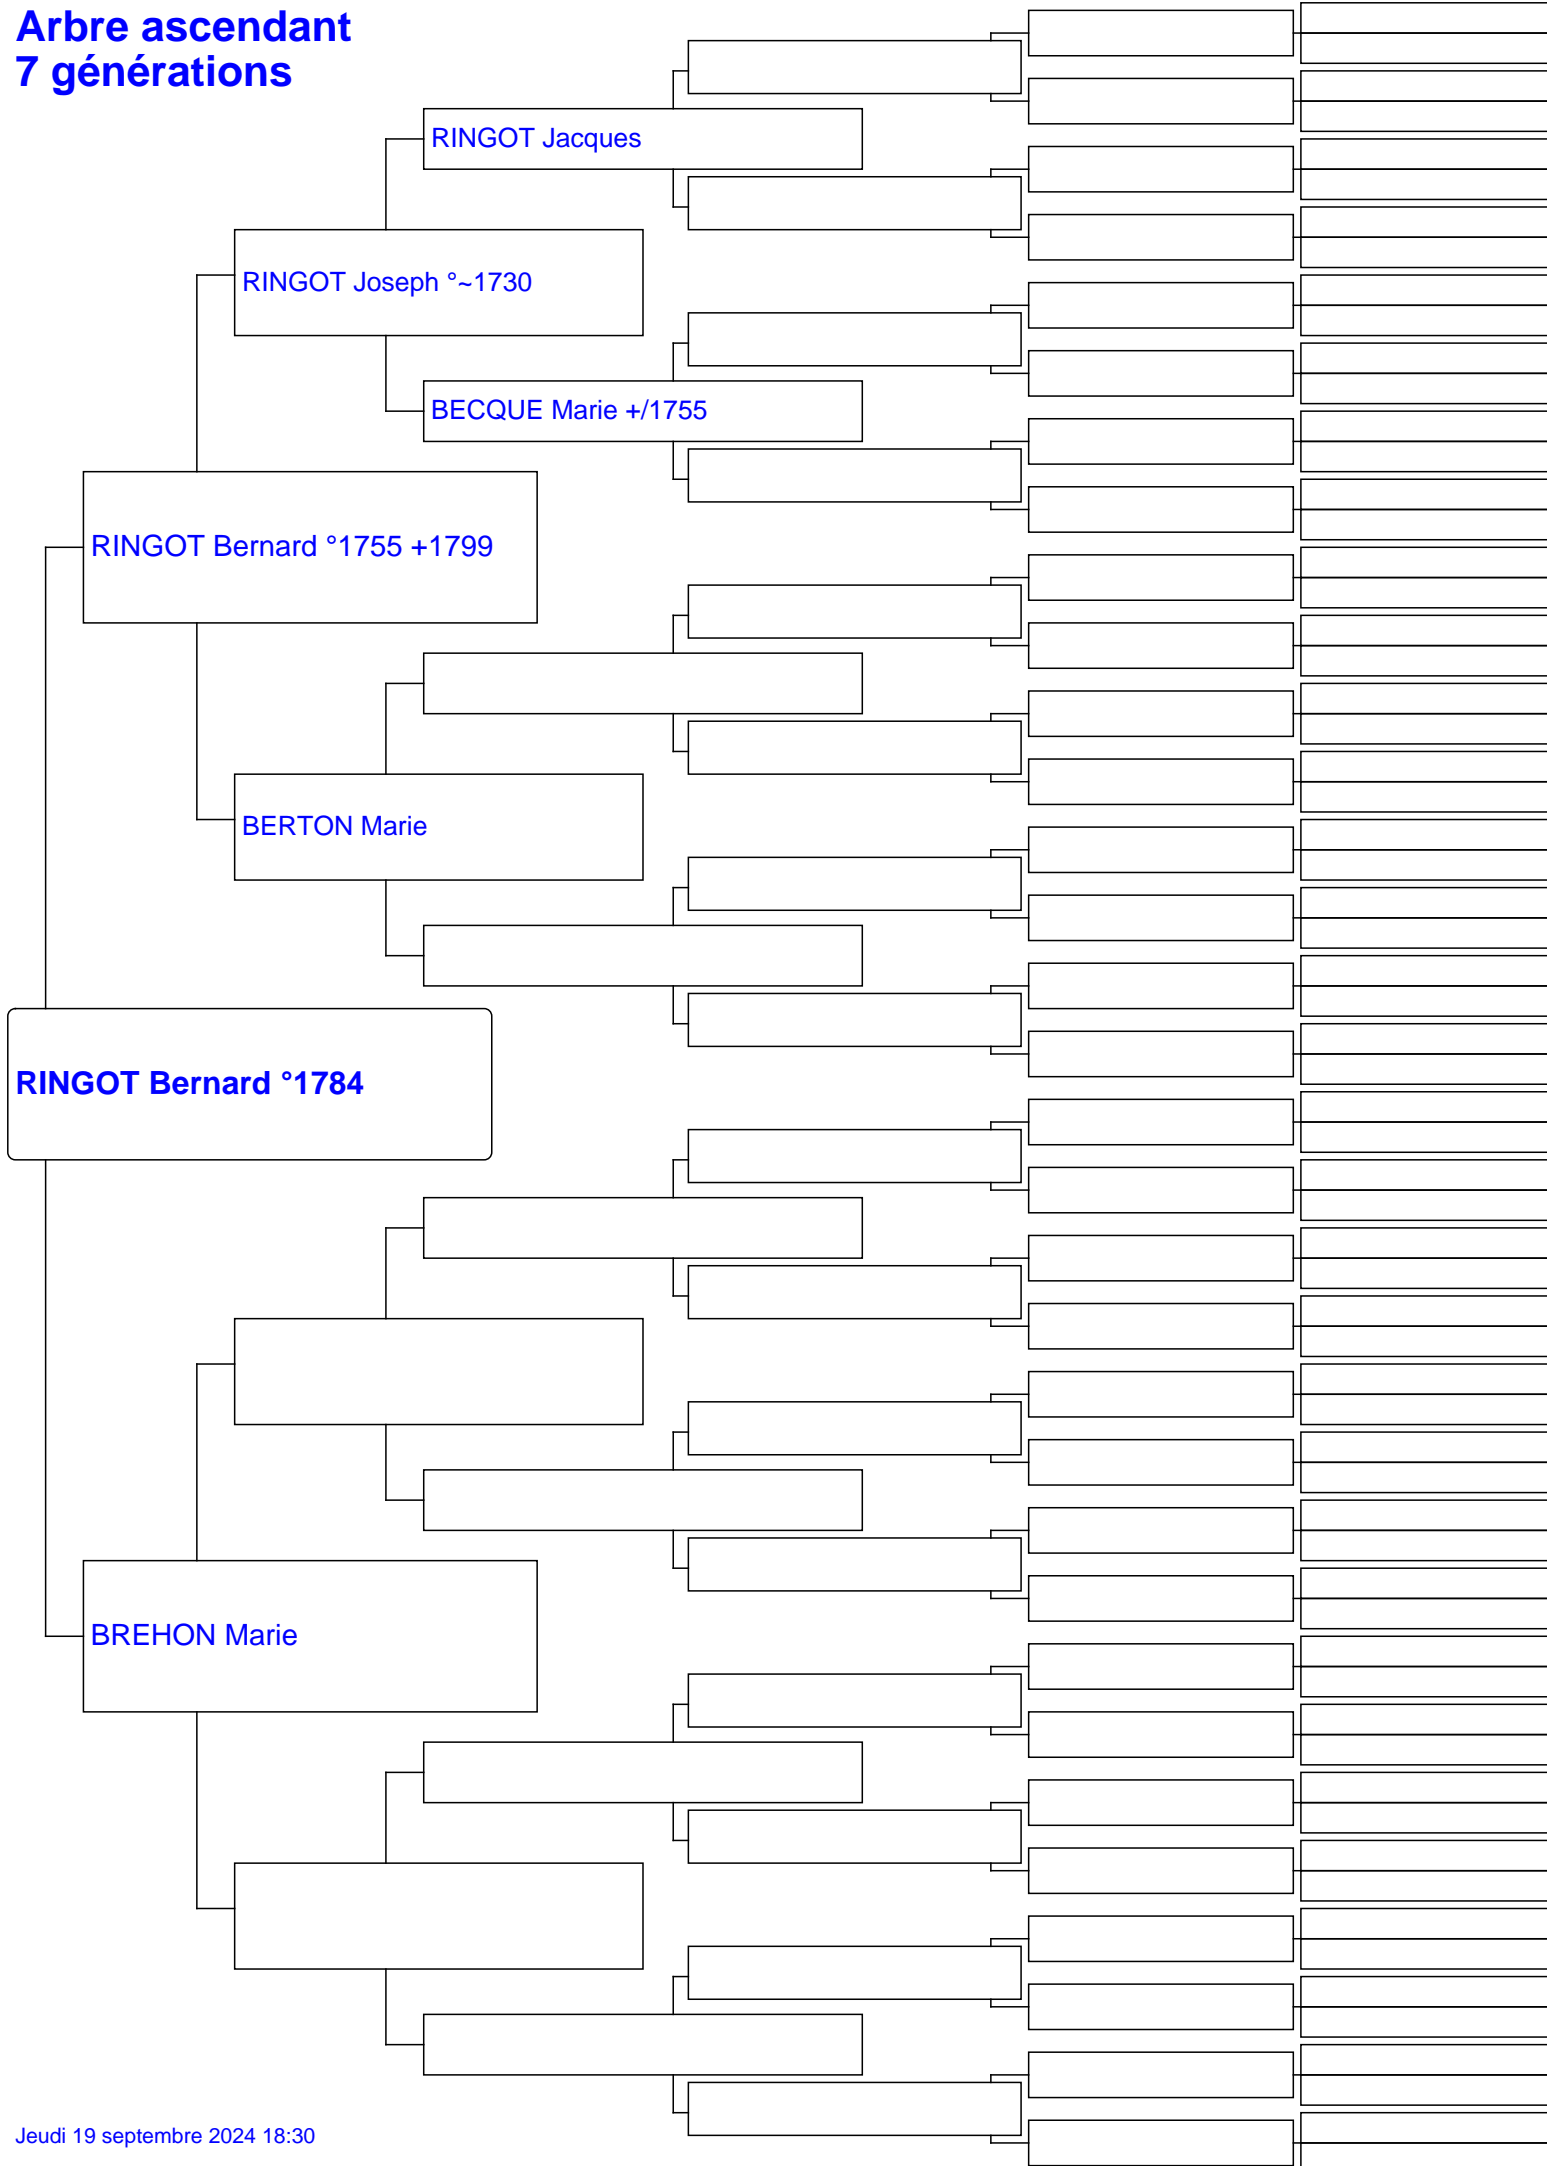 Arbre ascendant
7 générations
RINGOT Jacques
RINGOT Joseph °~1730
BECQUE Marie +/1755
RINGOT Bernard °1755 +1799
BERTON Marie
RINGOT Bernard °1784
BREHON Marie
Jeudi 19 septembre 2024 18:30